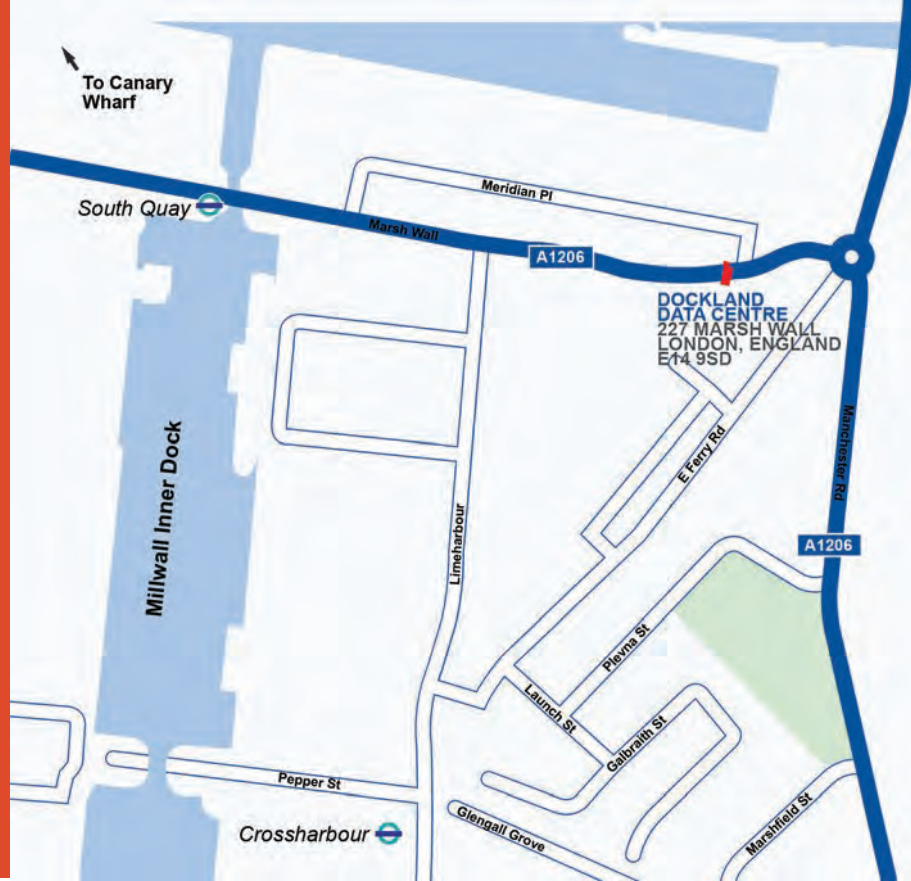 To Canary
Wharf
South Quay
Meridian Pl
Marsh Wall
A1206
DOCKLAND
DATA CENTRE
227 MARSH WALL
LONDON, ENGLAND
E14 9SD
Millwall Inner Dock
Limeharbour
E Ferry Rd
Manchester Rd
A1206
Plevna St
Launch St
Galbraith St
Pepper St
Crossharbour
Glengall Grove
Marshfield St